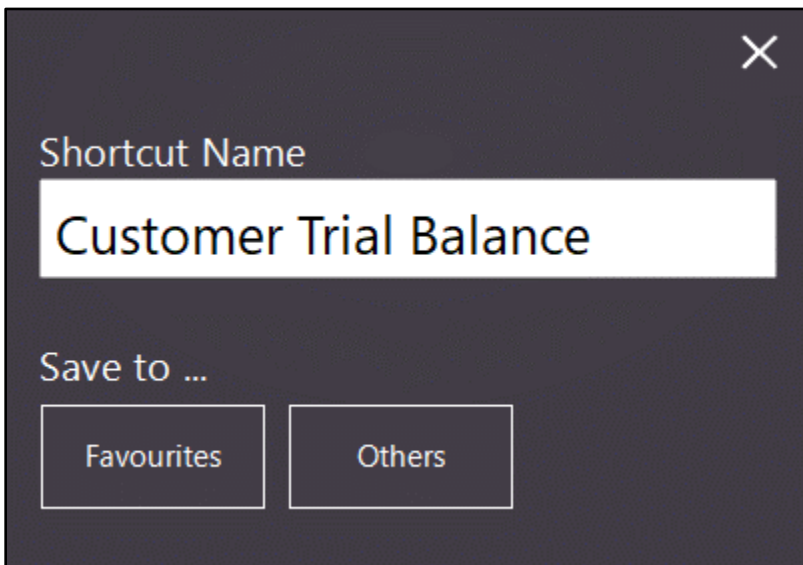 Shortcut Name
Customer Trial Balance
Save to ...
Favourites Others